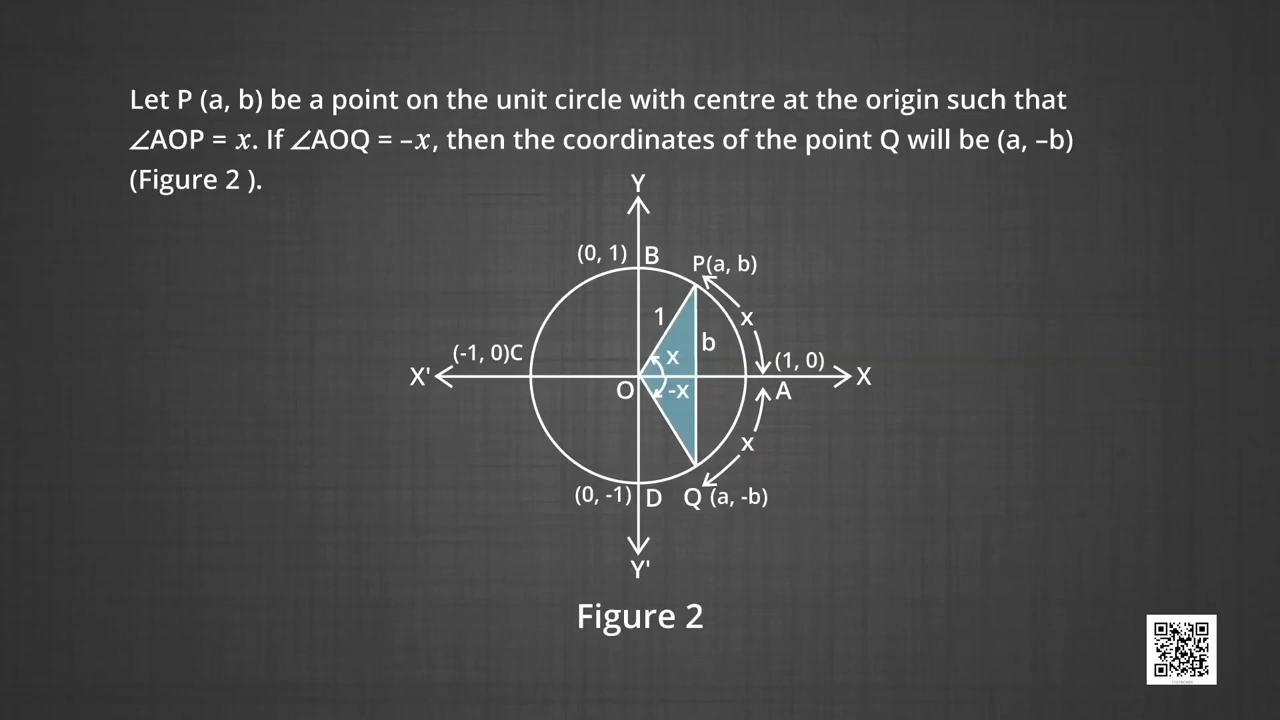 Let P (a, b) be a point on the unit circle with centre at the origin such that
∠AOP = x. If ∠AOQ = –x, then the coordinates of the point Q will be (a, –b)
(Figure 2 ).
Y
(0, 1) B
P(a, b)
1
x
b
x
(-1, 0)C
(1, 0)
X'
X
O
-x
A
x
(0, -1) D
Q (a, -b)
Y'
Figure 2